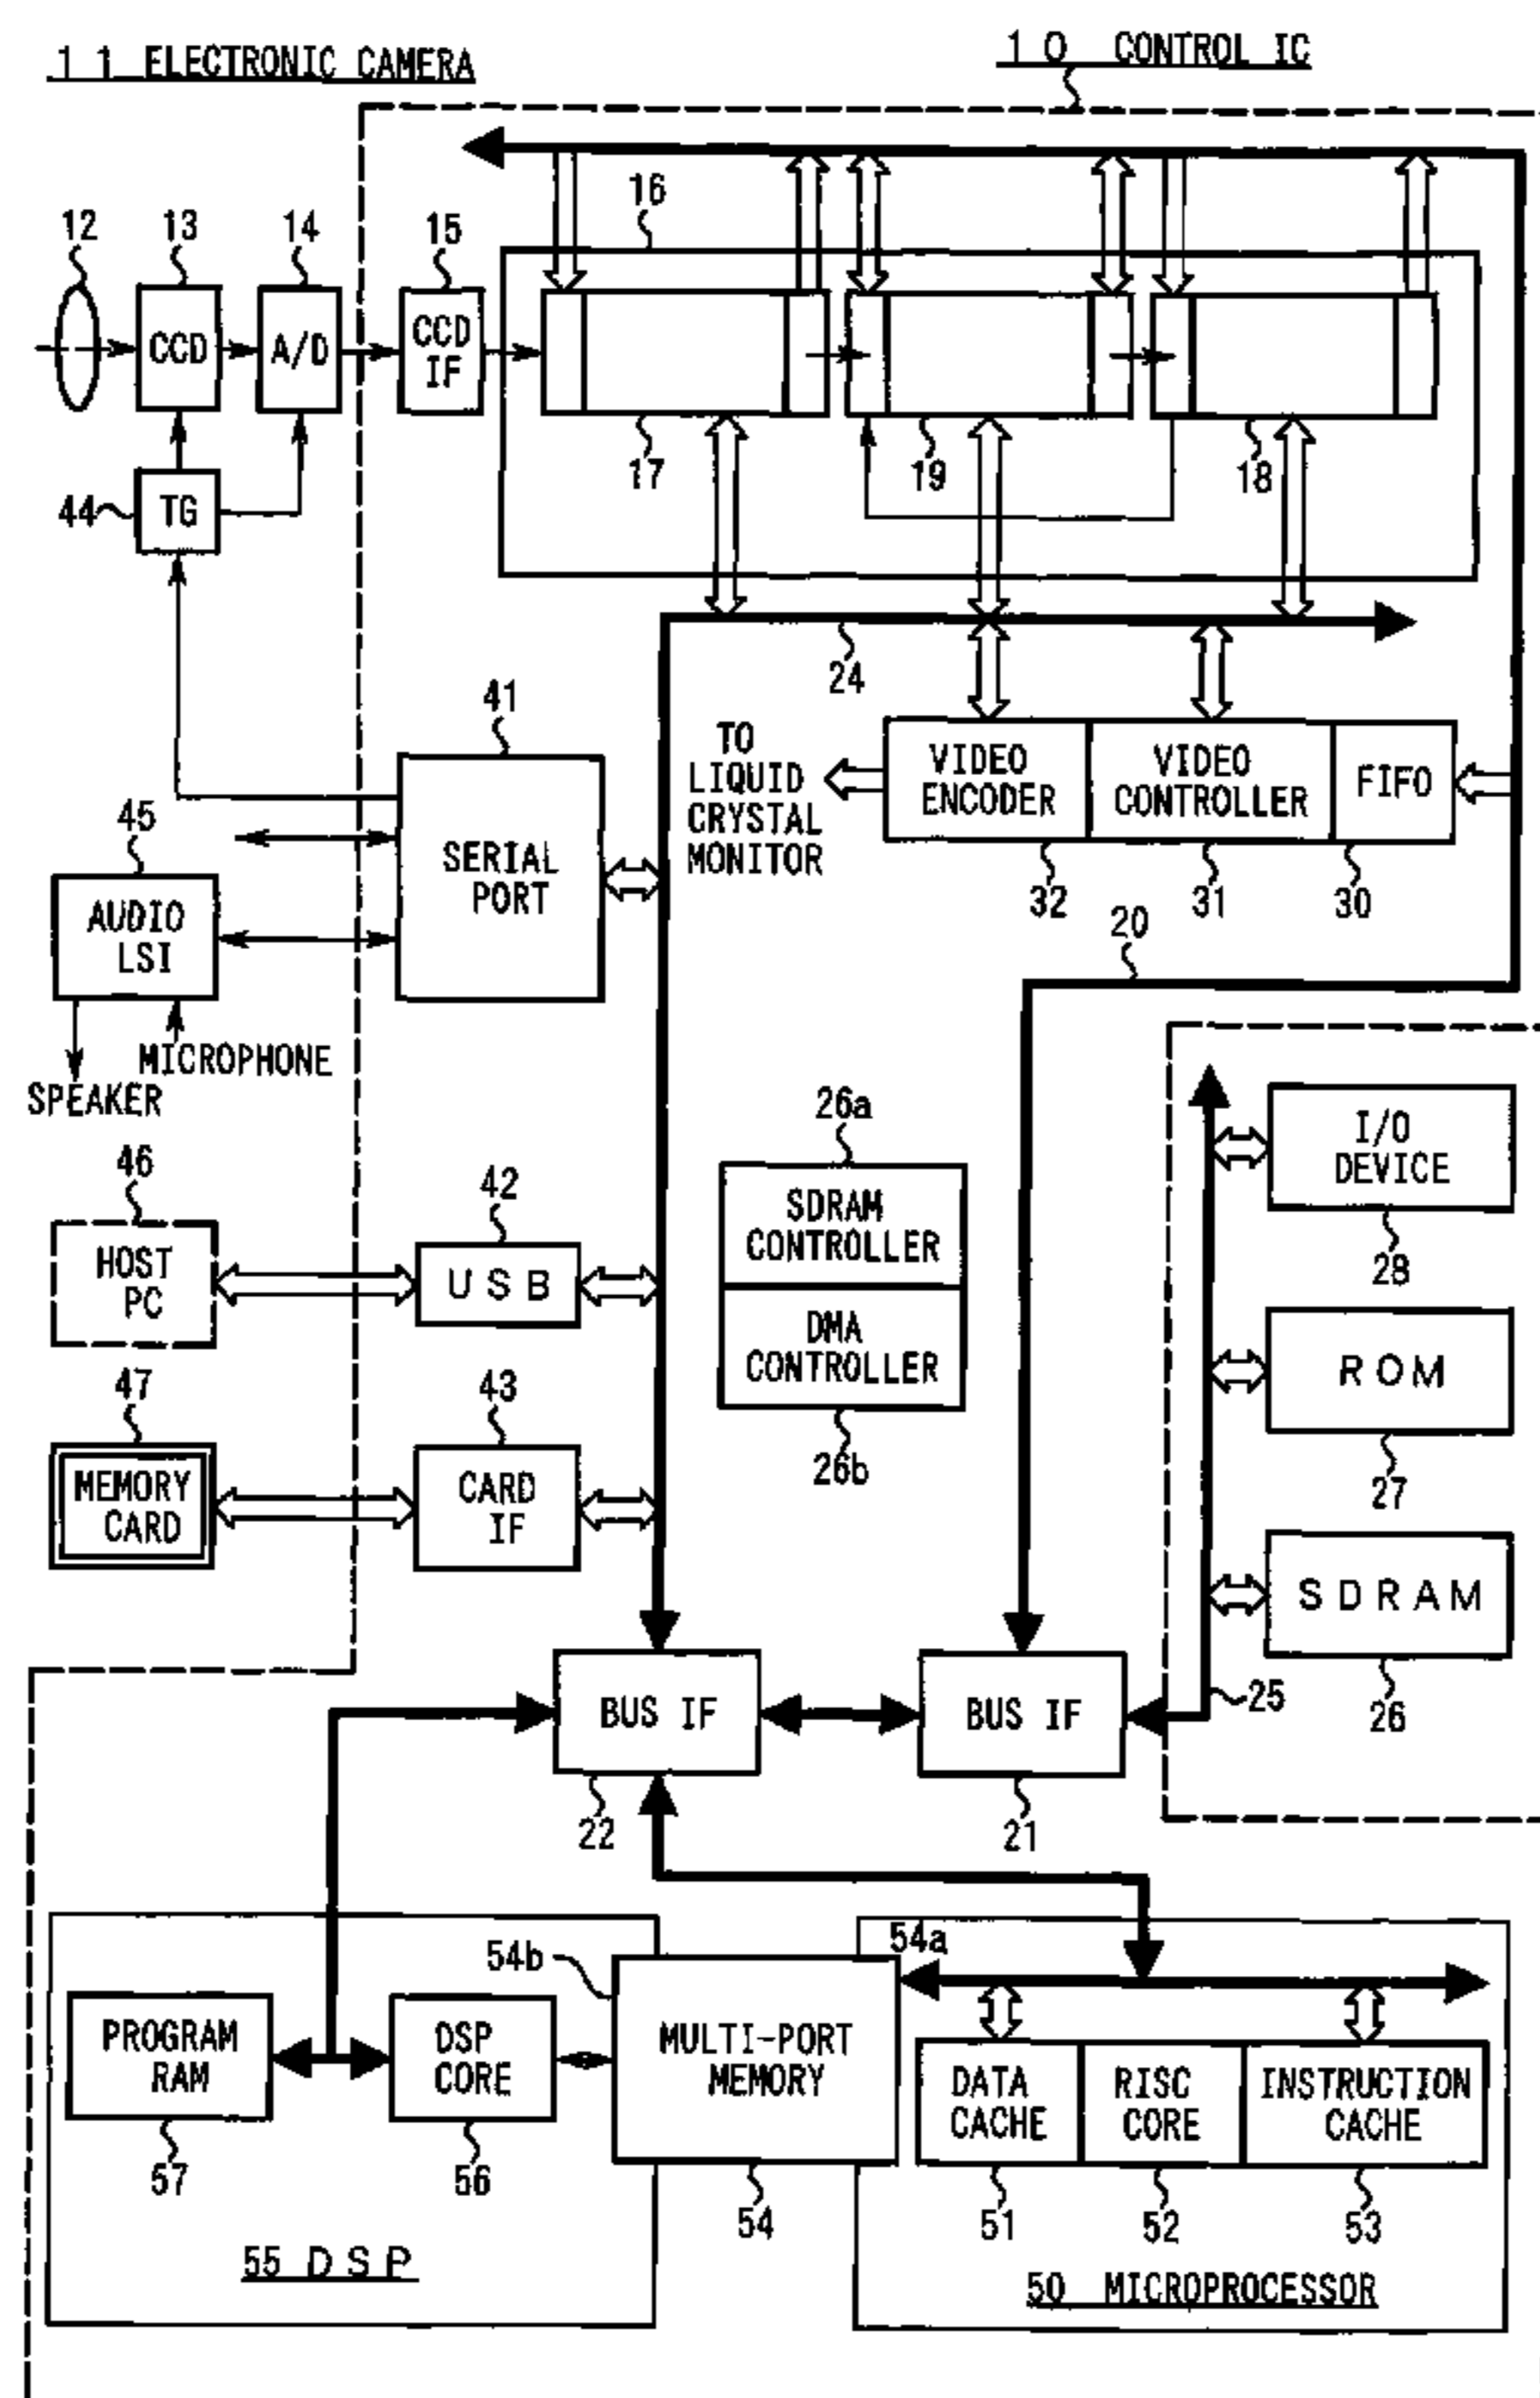 11 ELECTRONIC CAMERA
10 CONTROL IC
16
12
13
14
15
CCD
A/D
CCD
IF
17
19
18
44
TG
24
41
TO
LIQUID
CRYSTAL
MONITOR
VIDEO
ENCODER
VIDEO
CONTROLLER
FIFO
45
SERIAL
PORT
32
31
30
AUDIO
LSI
20
MICROPHONE
SPEAKER
26a
I/O
DEVICE
46
42
SDRAM
CONTROLLER
28
HOST
PC
USB
DMA
CONTROLLER
ROM
47
43
26b
27
MEMORY
CARD
CARD
IF
SDRAM
25
26
BUS IF
BUS IF
22
21
54b
54a
PROGRAM
RAM
DSP
CORE
MULTI-PORT
MEMORY
DATA
CACHE
RISC
CORE
INSTRUCTION
CACHE
57
56
54
51
52
53
55 DSP
50 MICROPROCESSOR